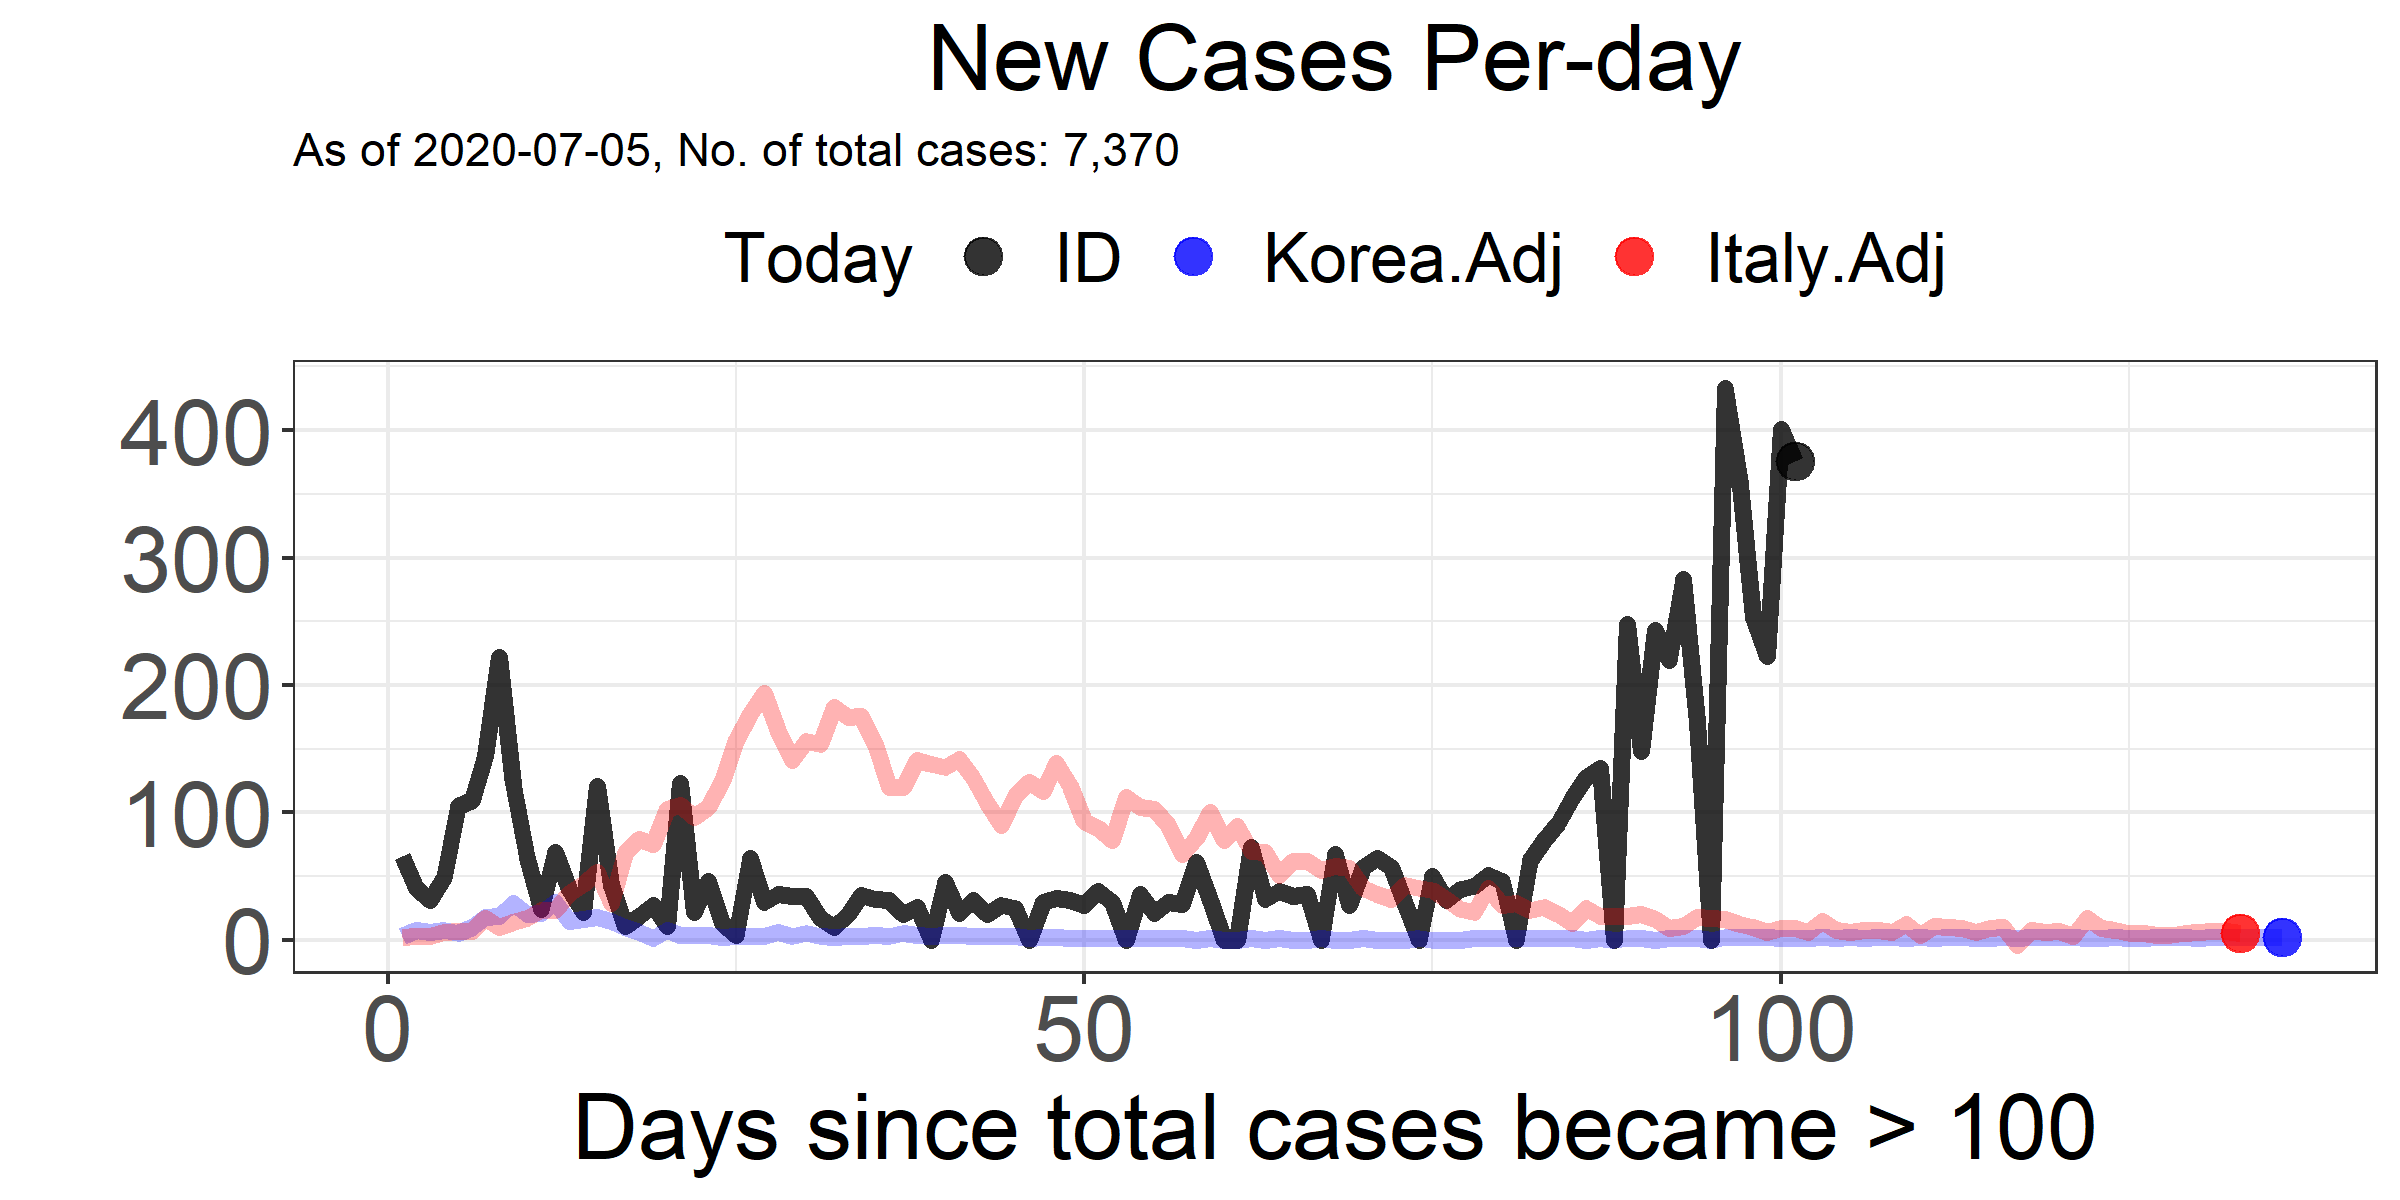 New Cases Per-day
As of 2020-07-05, No. of total cases: 7,370
Today ID Korea.Adj Italy.Adj
400
300
200
100
0
0 50 100
Days since total cases became > 100